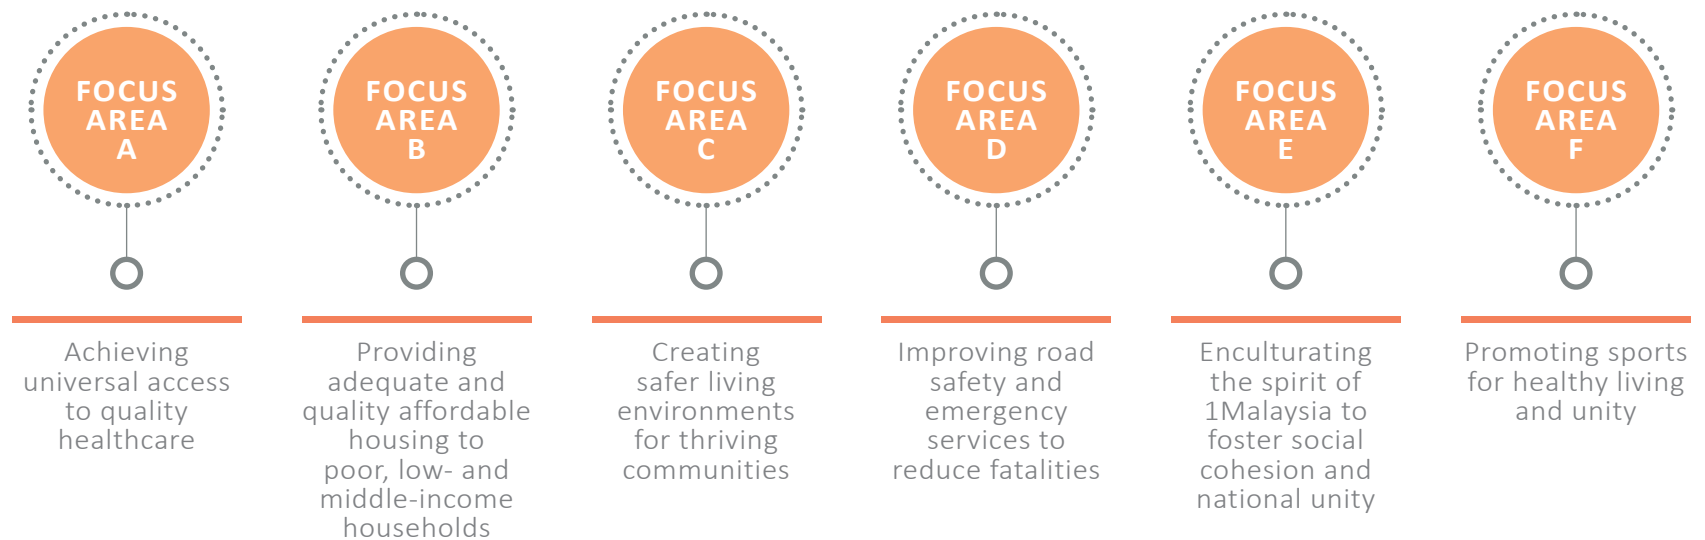 FOCUS
AREA
A
Achieving
universal access
to quality
healthcare
FOCUS
AREA
B
Providing
adequate and
quality affordable
housing to
poor, low- and
middle-income
households
FOCUS
AREA
C
Creating
safer living
environments
for thriving
communities
FOCUS
AREA
D
Improving road
safety and
emergency
services to
reduce fatalities
FOCUS
AREA
E
Enculturating
the spirit of
1Malaysia to
foster social
cohesion and
national unity
FOCUS
AREA
F
Promoting sports
for healthy living
and unity